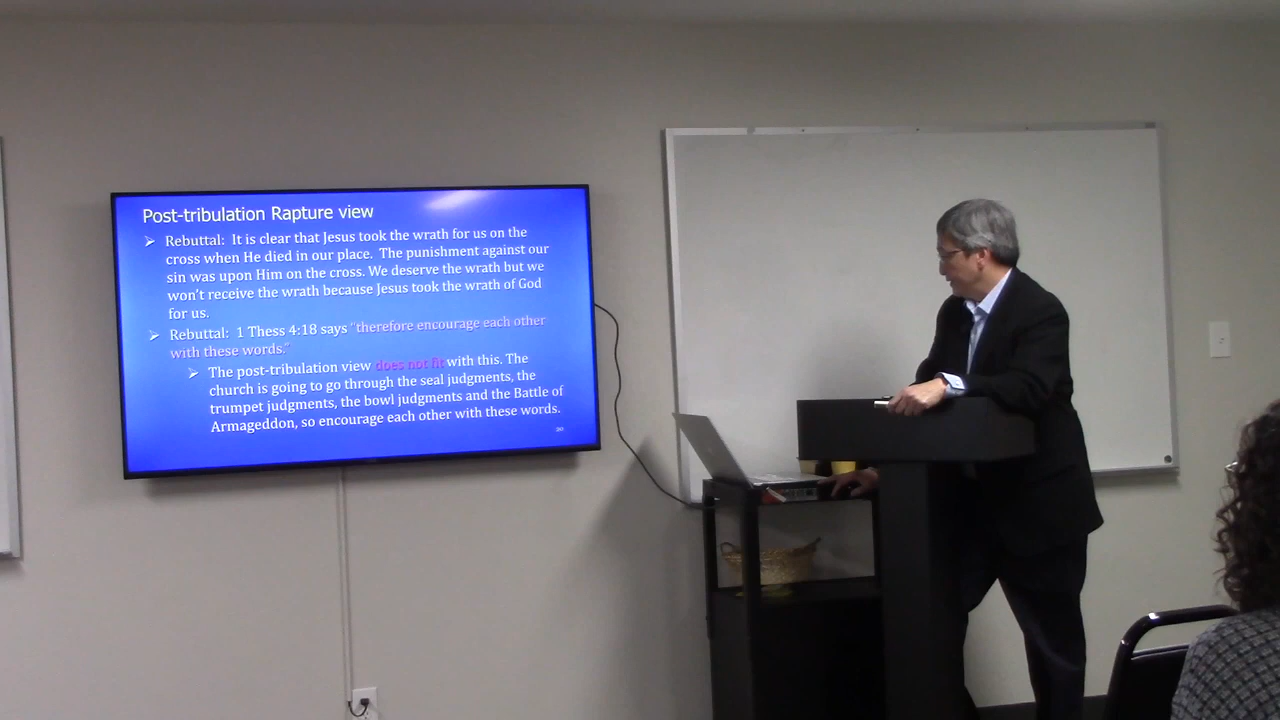 Post-tribulation Rapture view
Rebuttal: It is clear that Jesus took the wrath for us on the
cross when He died in our place. The punishment against our
sin was upon Him on the cross. We deserve the wrath but we
won't receive the wrath because Jesus took the wrath of God
for us.
Rebuttal: 1 Thess 4:18 says "therefore encourage each other
with these words."
The post-tribulation view does not fit with this. The
church is going to go through the seal judgments, the
trumpet judgments, the bowl judgments and the Battle of
Armageddon, so encourage each other with these words.
20